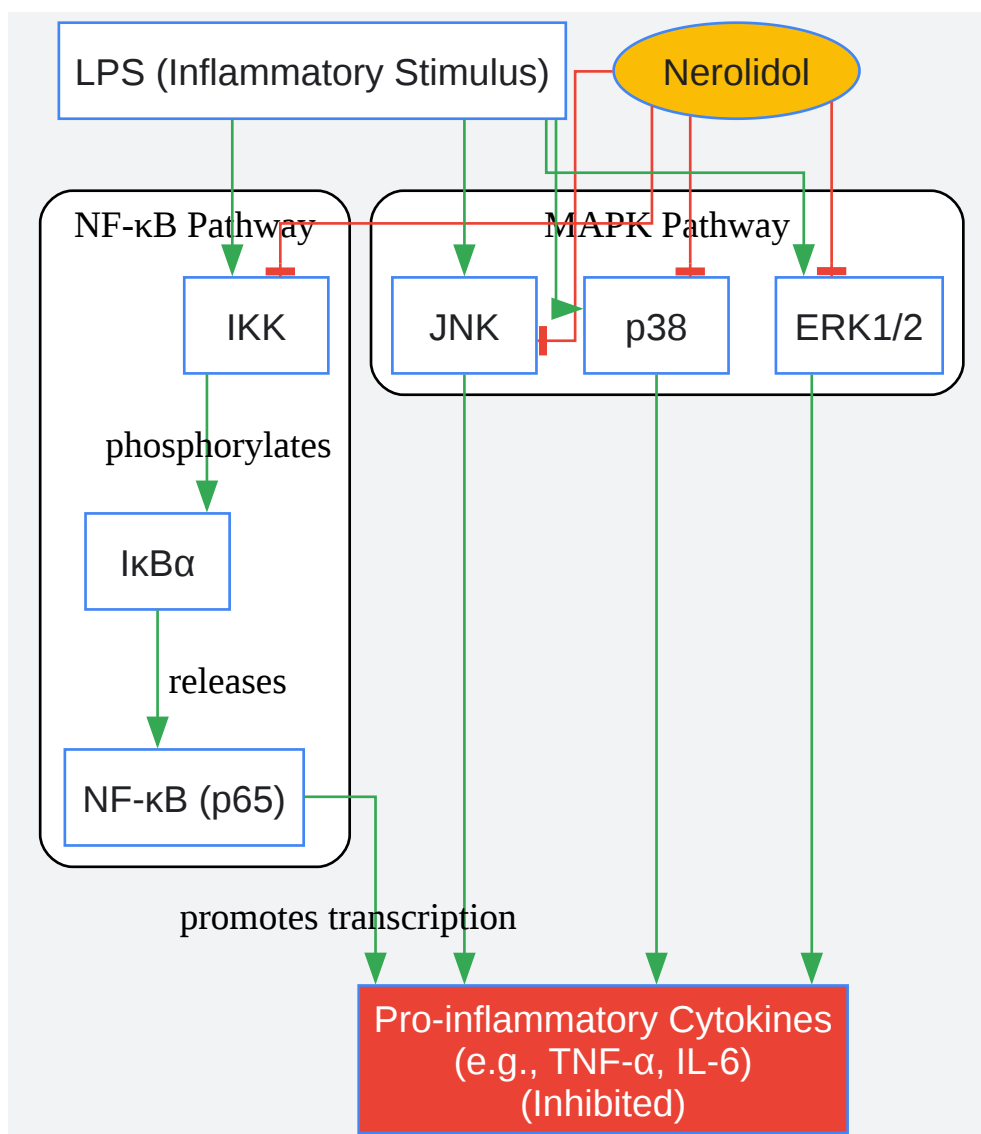 LPS (Inflammatory Stimulus)
Nerolidol
NF-κB Pathway
MAPK Pathway
IKK
JNK
p38
ERK1/2
phosphorylates
IκBα
releases
NF-κB (p65)
promotes transcription
Pro-inflammatory Cytokines
(e.g., TNF-α, IL-6)
(Inhibited)